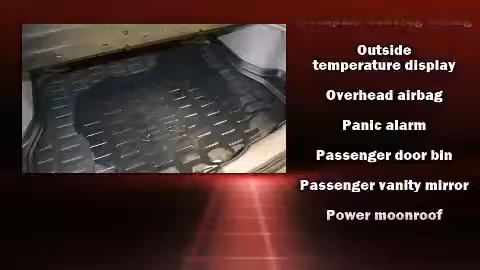 Outside
temperature display
Overhead airbag
Panic alarm
Passenger door bin
Passenger vanity mirror
Power moonroof